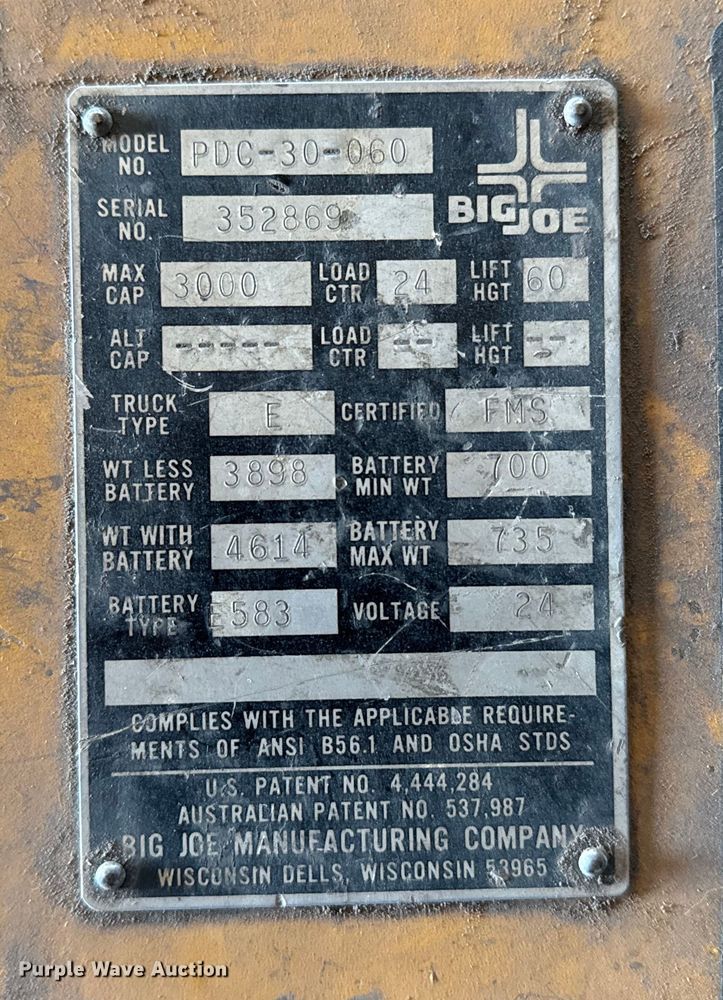 MODEL NO. PDC-30-060
BIG JOE
SERIAL NO. 352869
MAX CAP 3000 LOAD CTR 24 LIFT HGT 60
ALT CAP ----- LOAD CTR -- LIFT HGT --
TRUCK TYPE E CERTIFIED FMS
WT LESS BATTERY 3898 BATTERY MIN WT 700
WT WITH BATTERY 4614 BATTERY MAX WT 735
BATTERY TYPE E583 VOLTAGE 24
COMPLIES WITH THE APPLICABLE REQUIRE-
MENTS OF ANSI B56.1 AND OSHA STDS
U.S. PATENT NO. 4,444,284
AUSTRALIAN PATENT NO. 537,987
BIG JOE MANUFACTURING COMPANY
WISCONSIN DELLS, WISCONSIN 53965
Purple Wave Auction